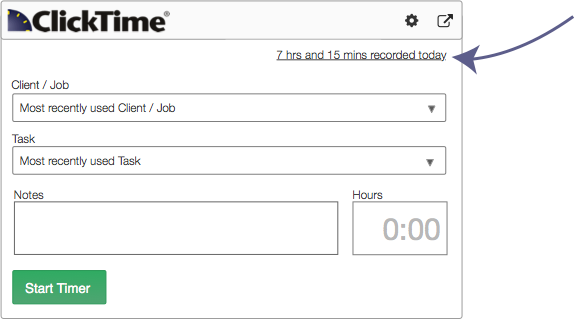 ClickTime®
7 hrs and 15 mins recorded today
Client / Job
Most recently used Client / Job
Task
Most recently used Task
Notes
Hours
0:00
Start Timer